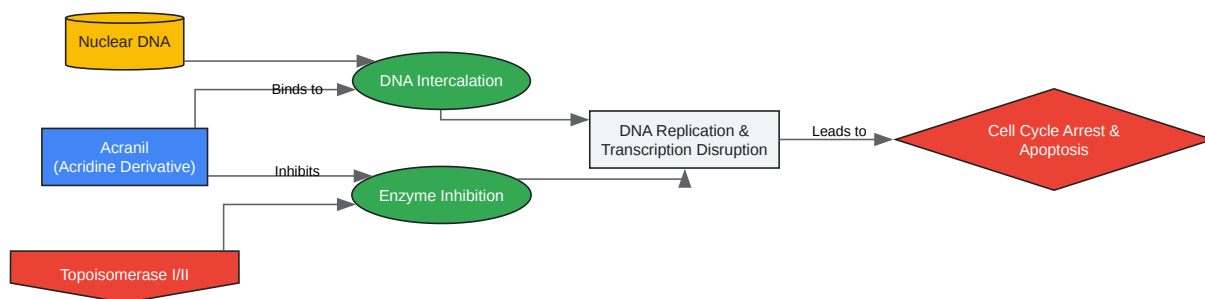 Nuclear DNA
DNA Intercalation
Binds to
DNA Replication &
Transcription Disruption
Leads to
Cell Cycle Arrest &
Apoptosis
Acranil
(Acridine Derivative)
Inhibits
Enzyme Inhibition
Topoisomerase I/II